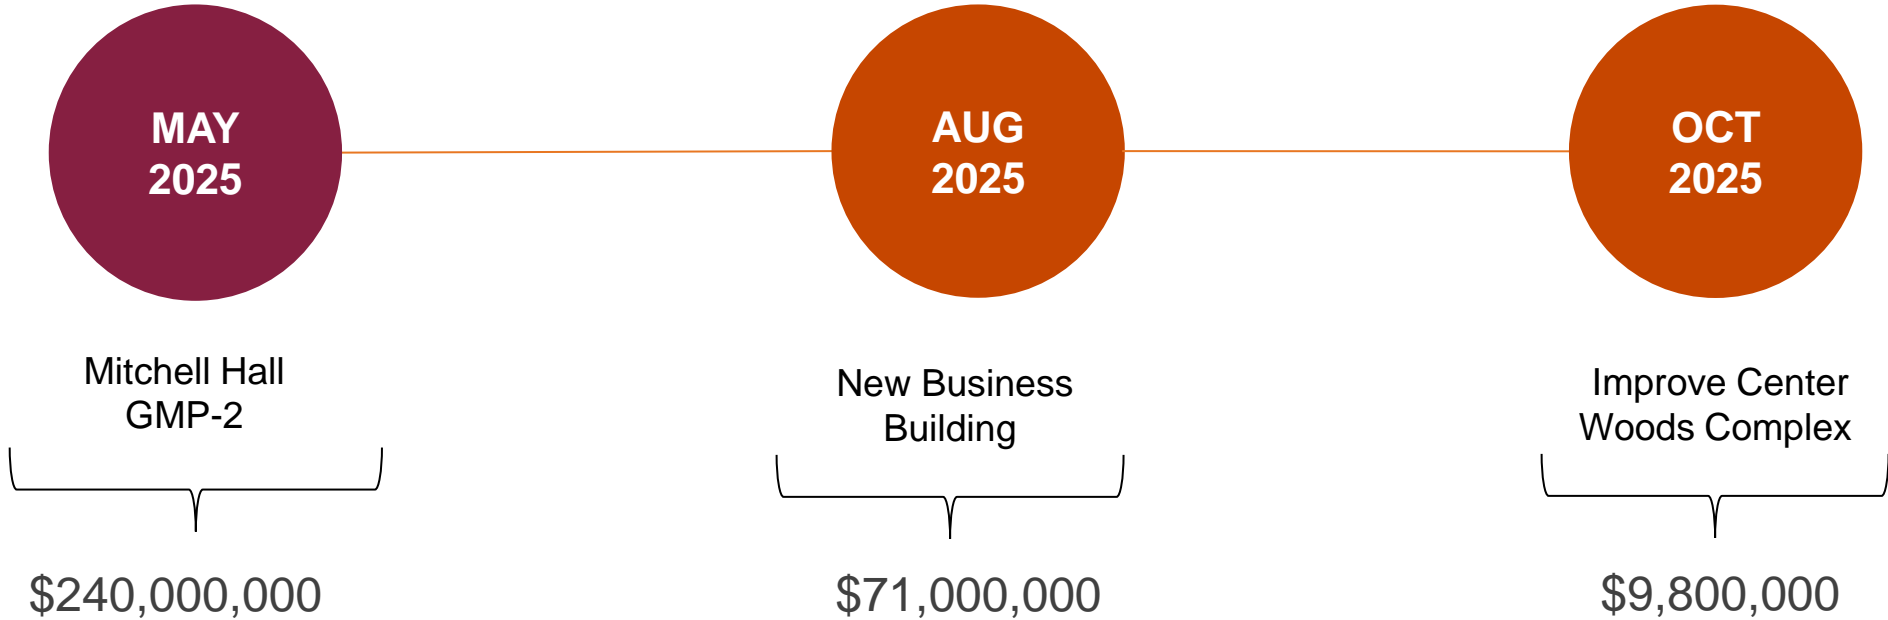 MAY
2025
AUG
2025
OCT
2025
Mitchell Hall
GMP-2
New Business
Building
Improve Center
Woods Complex
$240,000,000
$71,000,000
$9,800,000